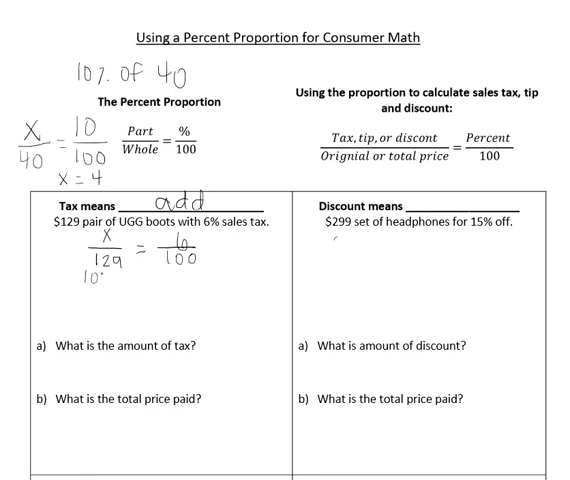 Using a Percent Proportion for Consumer Math
10% of 40
The Percent Proportion
x/40 = 10/100
Part/Whole = %/100
x = 4
Using the proportion to calculate sales tax, tip
and discount:
Tax, tip, or discont/Orignial or total price = Percent/100
Tax means add
$129 pair of UGG boots with 6% sales tax.
x/129 = 6/100
10
a) What is the amount of tax?
b) What is the total price paid?
Discount means ____________________
$299 set of headphones for 15% off.
a) What is amount of discount?
b) What is the total price paid?